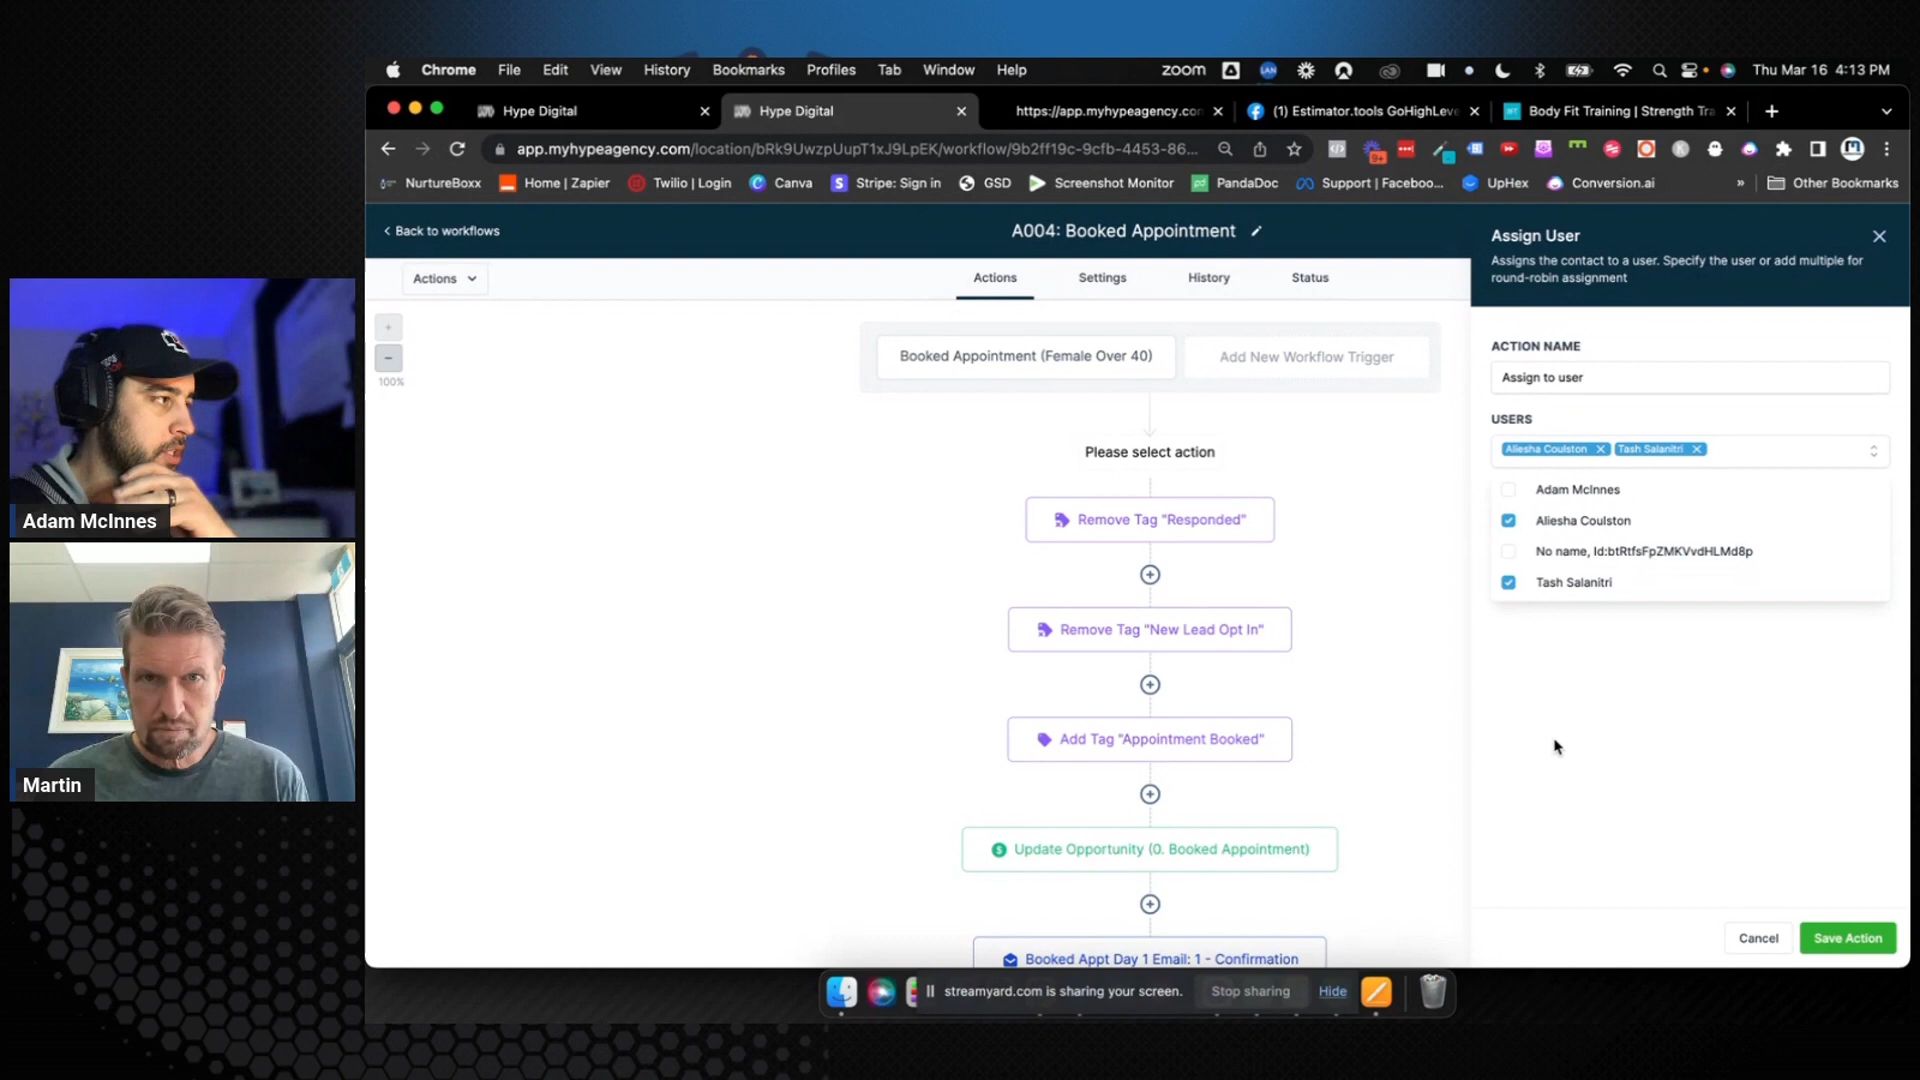 Chrome File Edit View History Bookmarks Profiles Tab Window Help
zoom
LAN
Thu Mar 16 4:13 PM
Hype Digital
Hype Digital
https://app.myhypeagency.con
(1) Estimator.tools GoHighLeve
Body Fit Training | Strength Tra
app.myhypeagency.com/location/bRk9UwzpUupT1xJ9LpEK/workflow/9b2ff19c-9cfb-4453-86...
9+
NurtureBoxx
Home | Zapier
Twilio | Login
Canva
Stripe: Sign in
GSD
Screenshot Monitor
PandaDoc
Support | Faceboo...
UpHex
Conversion.ai
»
Other Bookmarks
Back to workflows
A004: Booked Appointment
Actions
Actions
Settings
History
Status
100%
Booked Appointment (Female Over 40)
Add New Workflow Trigger
Please select action
Remove Tag "Responded"
Remove Tag "New Lead Opt In"
Add Tag "Appointment Booked"
Update Opportunity (0. Booked Appointment)
Booked Appt Day 1 Email: 1 - Confirmation
Assign User
Assigns the contact to a user. Specify the user or add multiple for
round-robin assignment
ACTION NAME
Assign to user
USERS
Aliesha Coulston
Tash Salanitri
Adam McInnes
Aliesha Coulston
No name, Id:btRtfsFpZMKVvdHLMd8p
Tash Salanitri
Cancel
Save Action
streamyard.com is sharing your screen.
Stop sharing
Hide
Adam McInnes
Martin